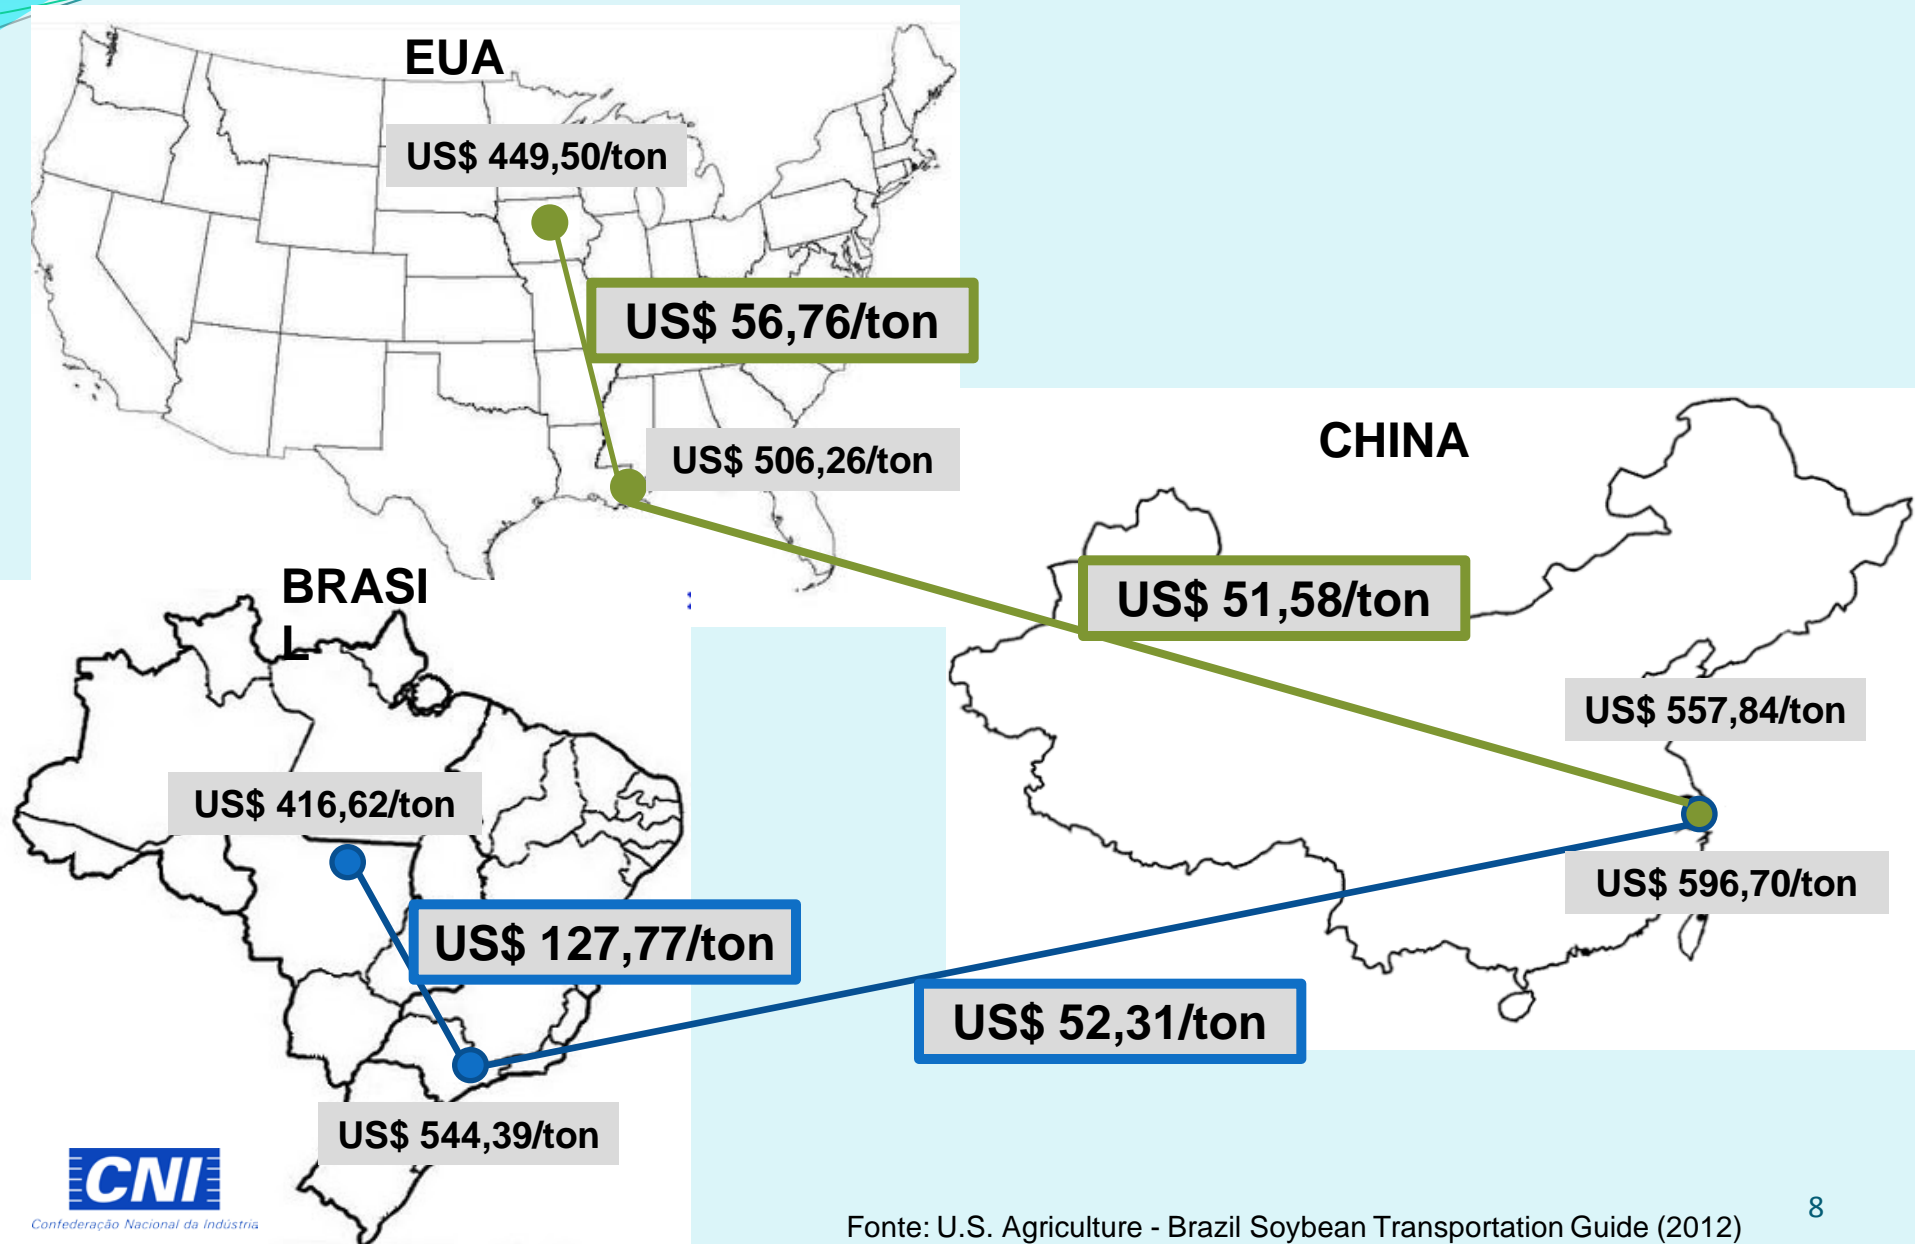 EUA
US$ 449,50/ton
US$ 56,76/ton
US$ 506,26/ton
CHINA
US$ 51,58/ton
US$ 557,84/ton
US$ 596,70/ton
BRASI
L
US$ 416,62/ton
US$ 127,77/ton
US$ 52,31/ton
US$ 544,39/ton
CNI
Confederação Nacional da Indústria
Fonte: U.S. Agriculture - Brazil Soybean Transportation Guide (2012)
8